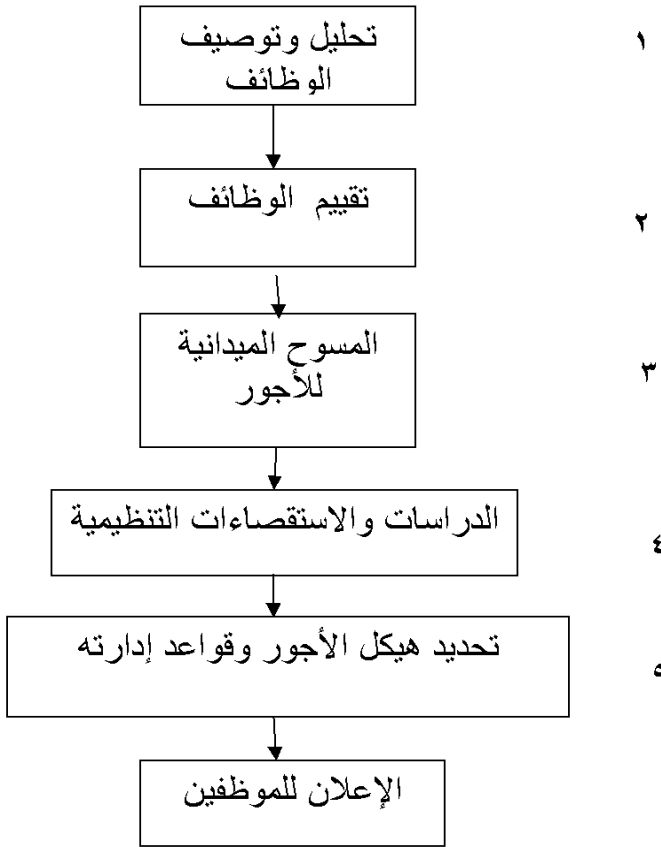 تحليل وتوصيف
الوظائف
١
تقييم الوظائف
٢
المسوح الميدانية
للأجور
٣
الدراسات والاستقصاءات التنظيمية
٤
تحديد هيكل الأجور وقواعد إدارته
٥
الإعلان للموظفين